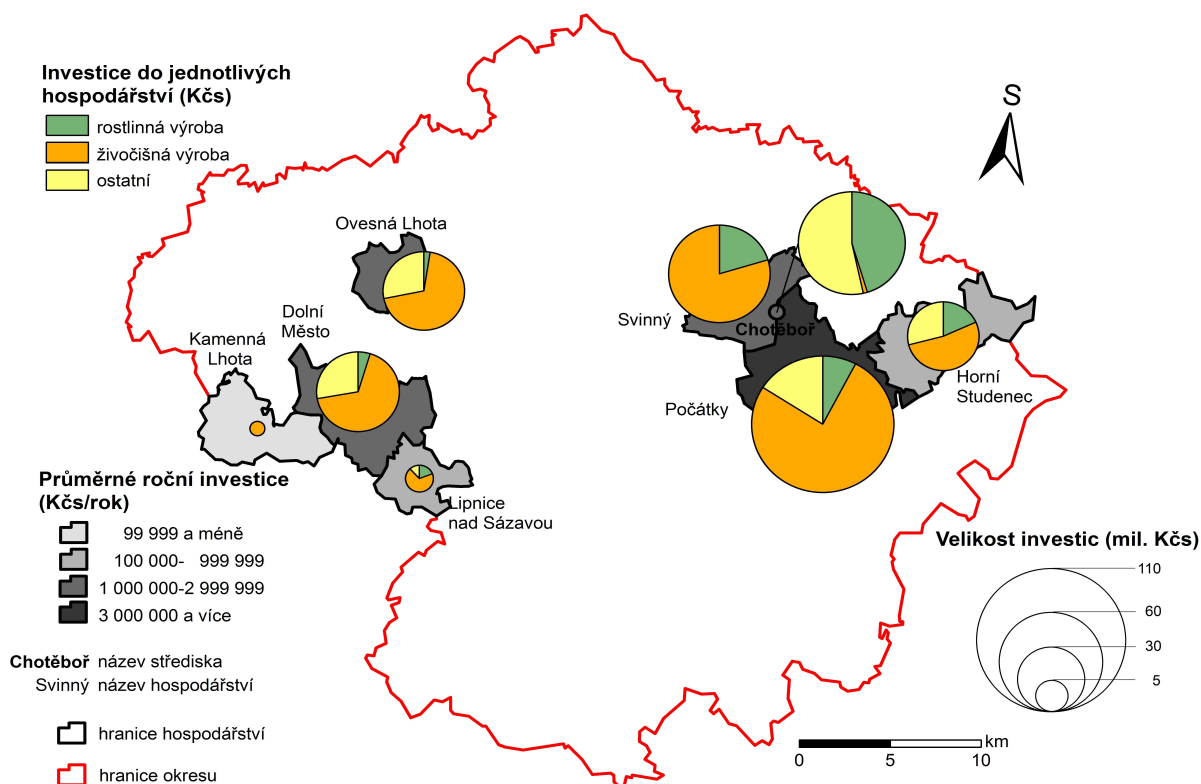 Investice do jednotlivých
hospodářství (Kčs)
rostlinná výroba
živočišná výroba
ostatní
S
Ovesná Lhota
Dolní
Město
Kamenná
Lhota
Svinný
Chotěboř
Horní
Studenec
Počátky
Lipnice
nad Sázavou
Průměrné roční investice
(Kčs/rok)
99 999 a méně
100 000- 999 999
1 000 000-2 999 999
3 000 000 a více
Chotěboř název střediska
Svinný název hospodářství
hranice hospodářství
hranice okresu
Velikost investic (mil. Kčs)
110
60
30
5
km
0 5 10